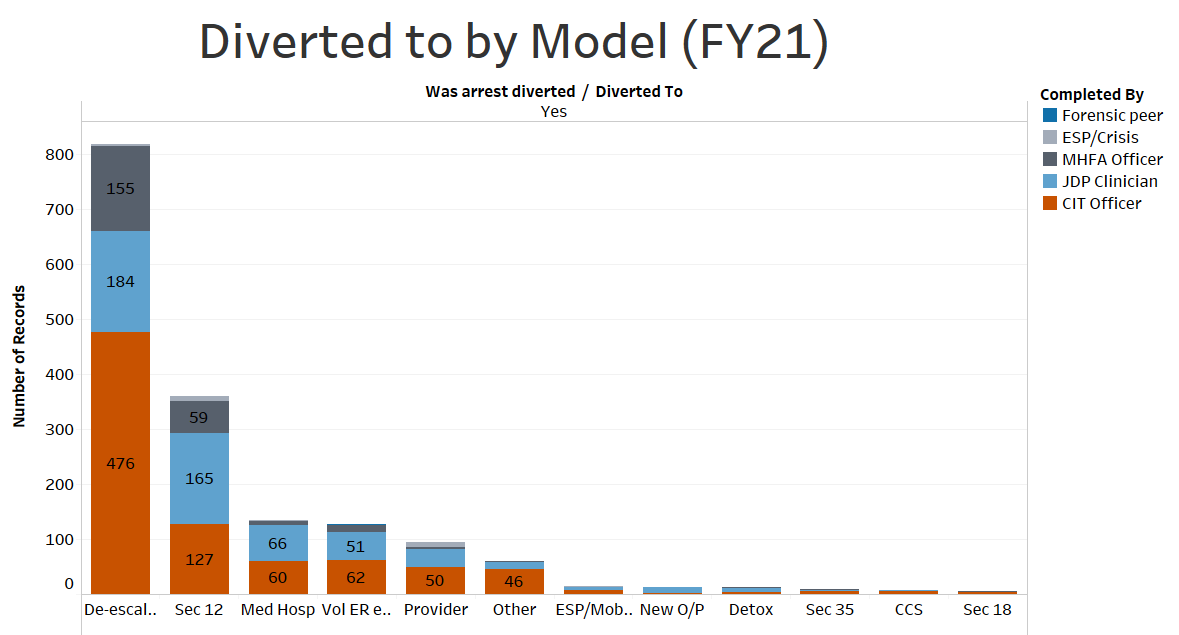 Diverted to by Model (FY21)
Was arrest diverted / Diverted To
Yes
Completed By
Forensic peer
ESP/Crisis
MHFA Officer
JDP Clinician
CIT Officer
Number of Records
800
700
600
500
400
300
200
100
0
155
184
476
59
165
127
66
60
51
62
50
46
De-escal.. Sec 12 Med Hosp Vol ER e.. Provider Other ESP/Mob.. New O/P Detox Sec 35 CCS Sec 18